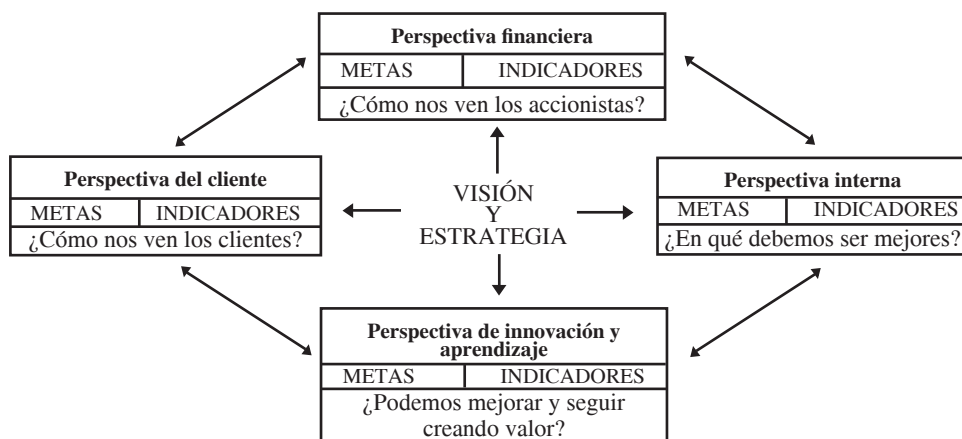 Perspectiva financiera
METAS INDICADORES
¿Cómo nos ven los accionistas?
Perspectiva del cliente
METAS INDICADORES
¿Cómo nos ven los clientes?
VISIÓN
Y
ESTRATEGIA
Perspectiva interna
METAS INDICADORES
¿En qué debemos ser mejores?
Perspectiva de innovación y
aprendizaje
METAS INDICADORES
¿Podemos mejorar y seguir
creando valor?